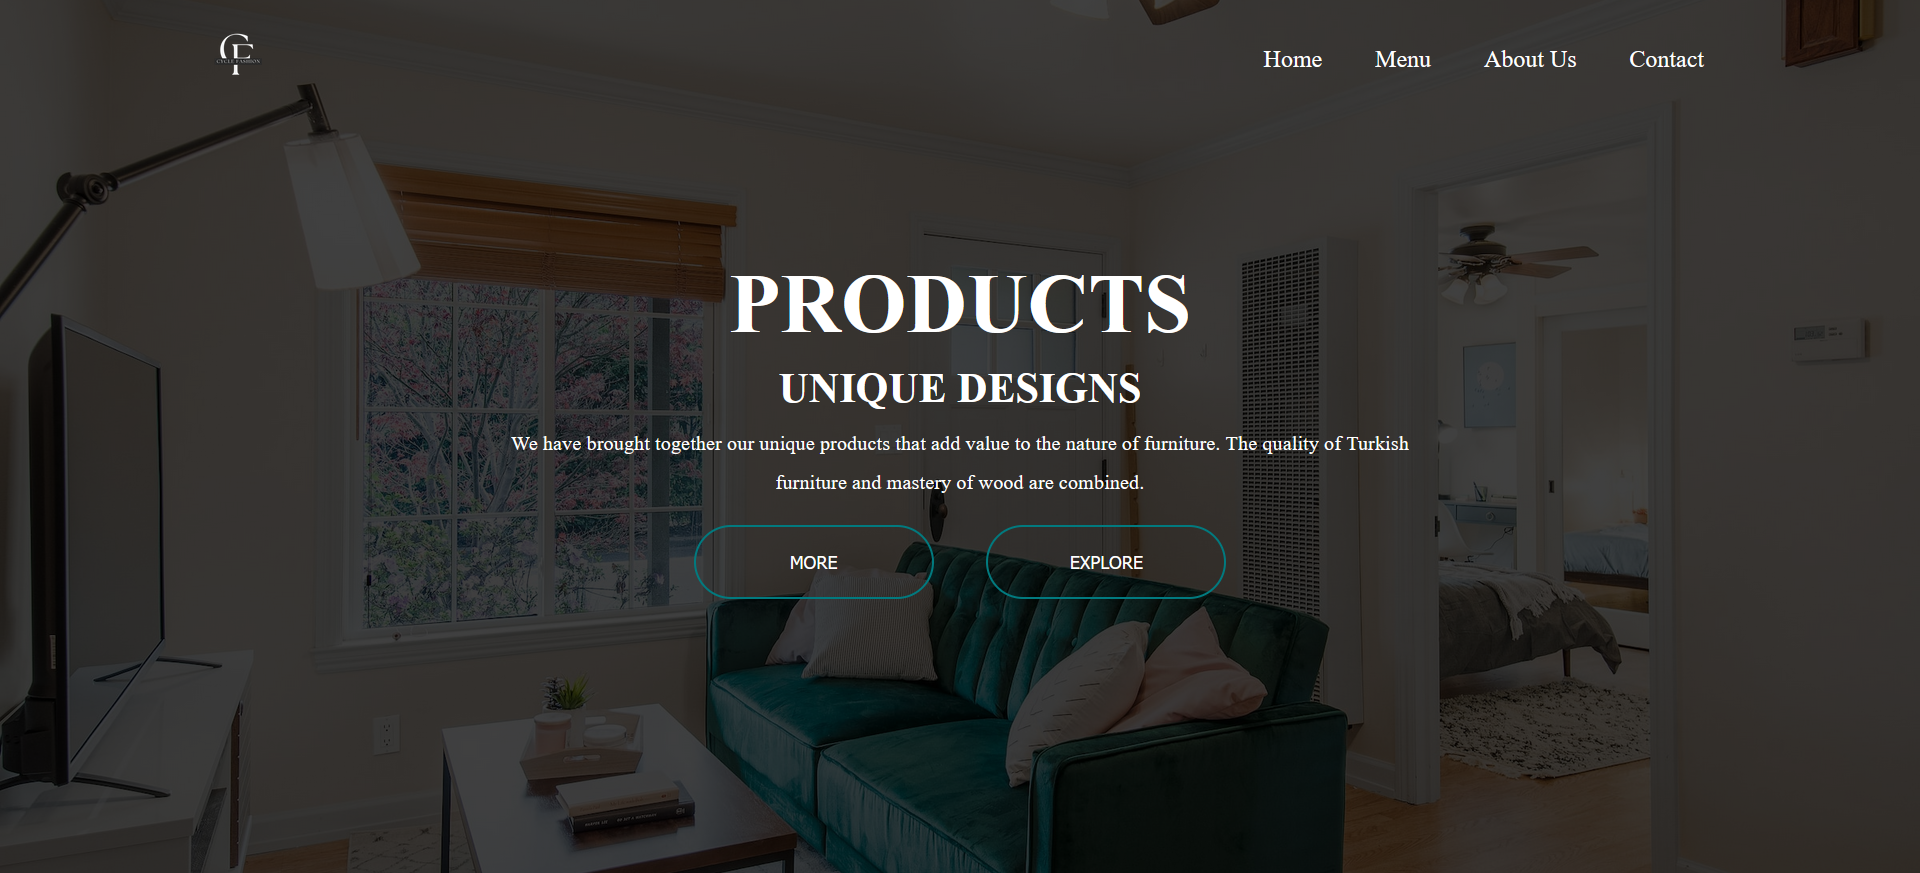 CF
CYCLE FASHION
Home Menu About Us Contact
PRODUCTS
UNIQUE DESIGNS
We have brought together our unique products that add value to the nature of furniture. The quality of Turkish
furniture and mastery of wood are combined.
MORE EXPLORE